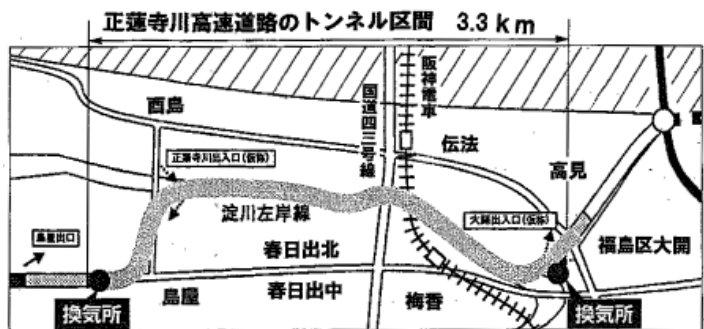 正蓮寺川高速道路のトンネル区間 3.3km
酉島
国道四三号線
阪神電車
伝法
高見
正蓮寺川出入口(仮称)
淀川左岸線
大開出入口(仮称)
島屋出口
春日出北
福島区大開
島屋
春日出中
梅香
換気所
換気所